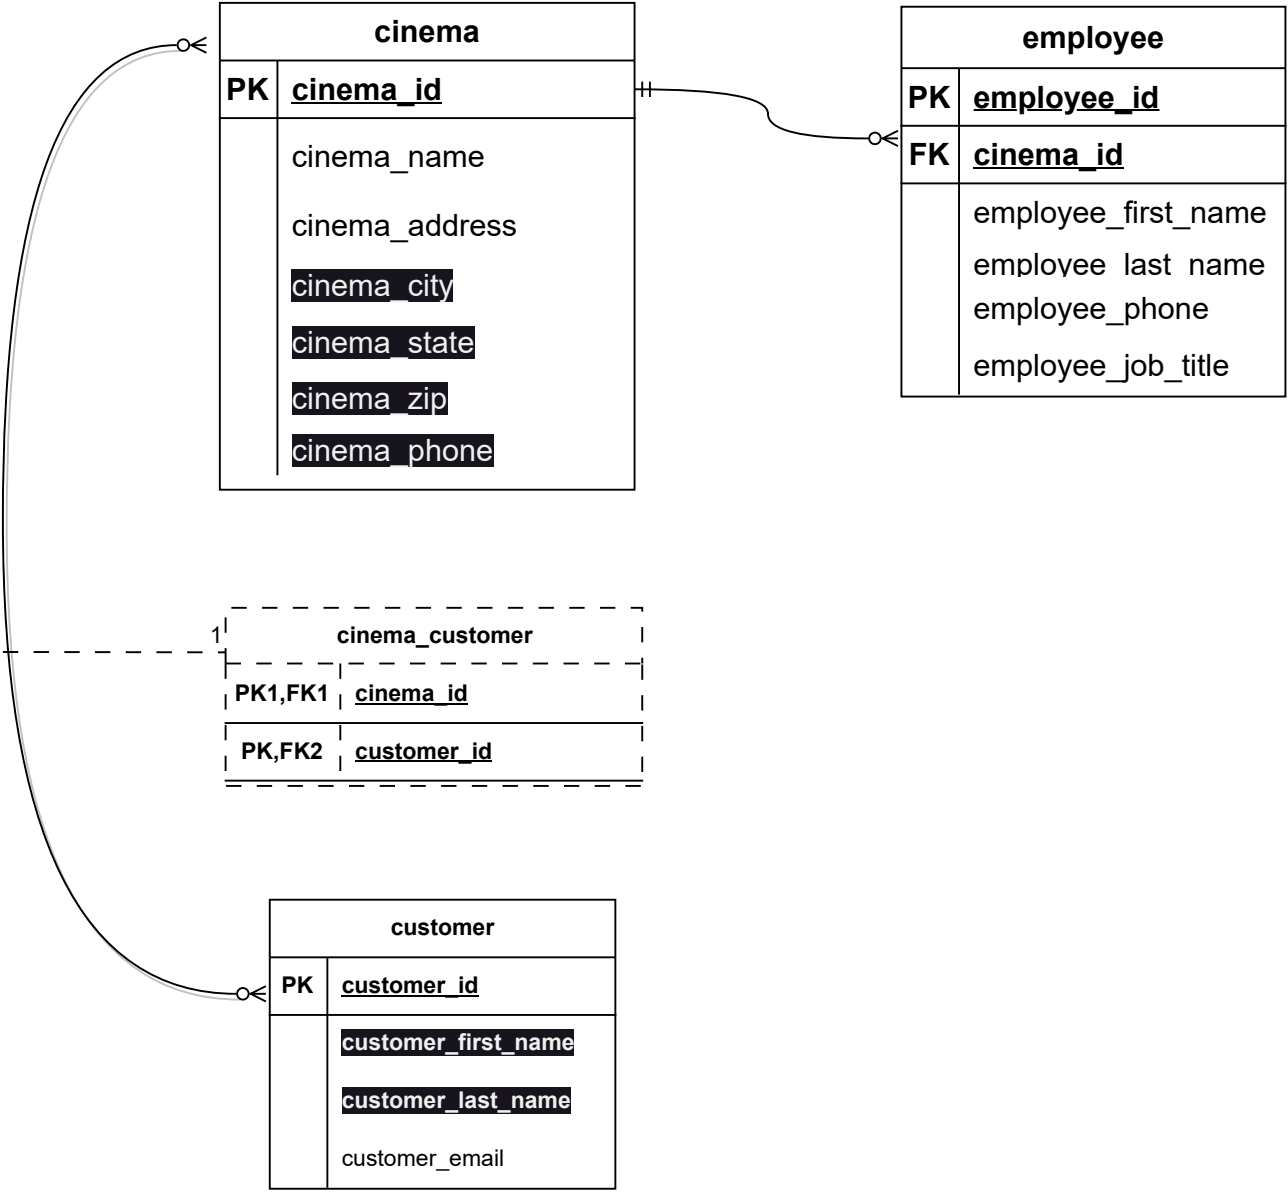 cinema
PK cinema_id
cinema_name
cinema_address
cinema_city
cinema_state
cinema_zip
cinema_phone
employee
PK employee_id
FK cinema_id
employee_first_name
employee_last_name
employee_phone
employee_job_title
1
cinema_customer
PK1,FK1 cinema_id
PK,FK2 customer_id
customer
PK customer_id
customer_first_name
customer_last_name
customer_email